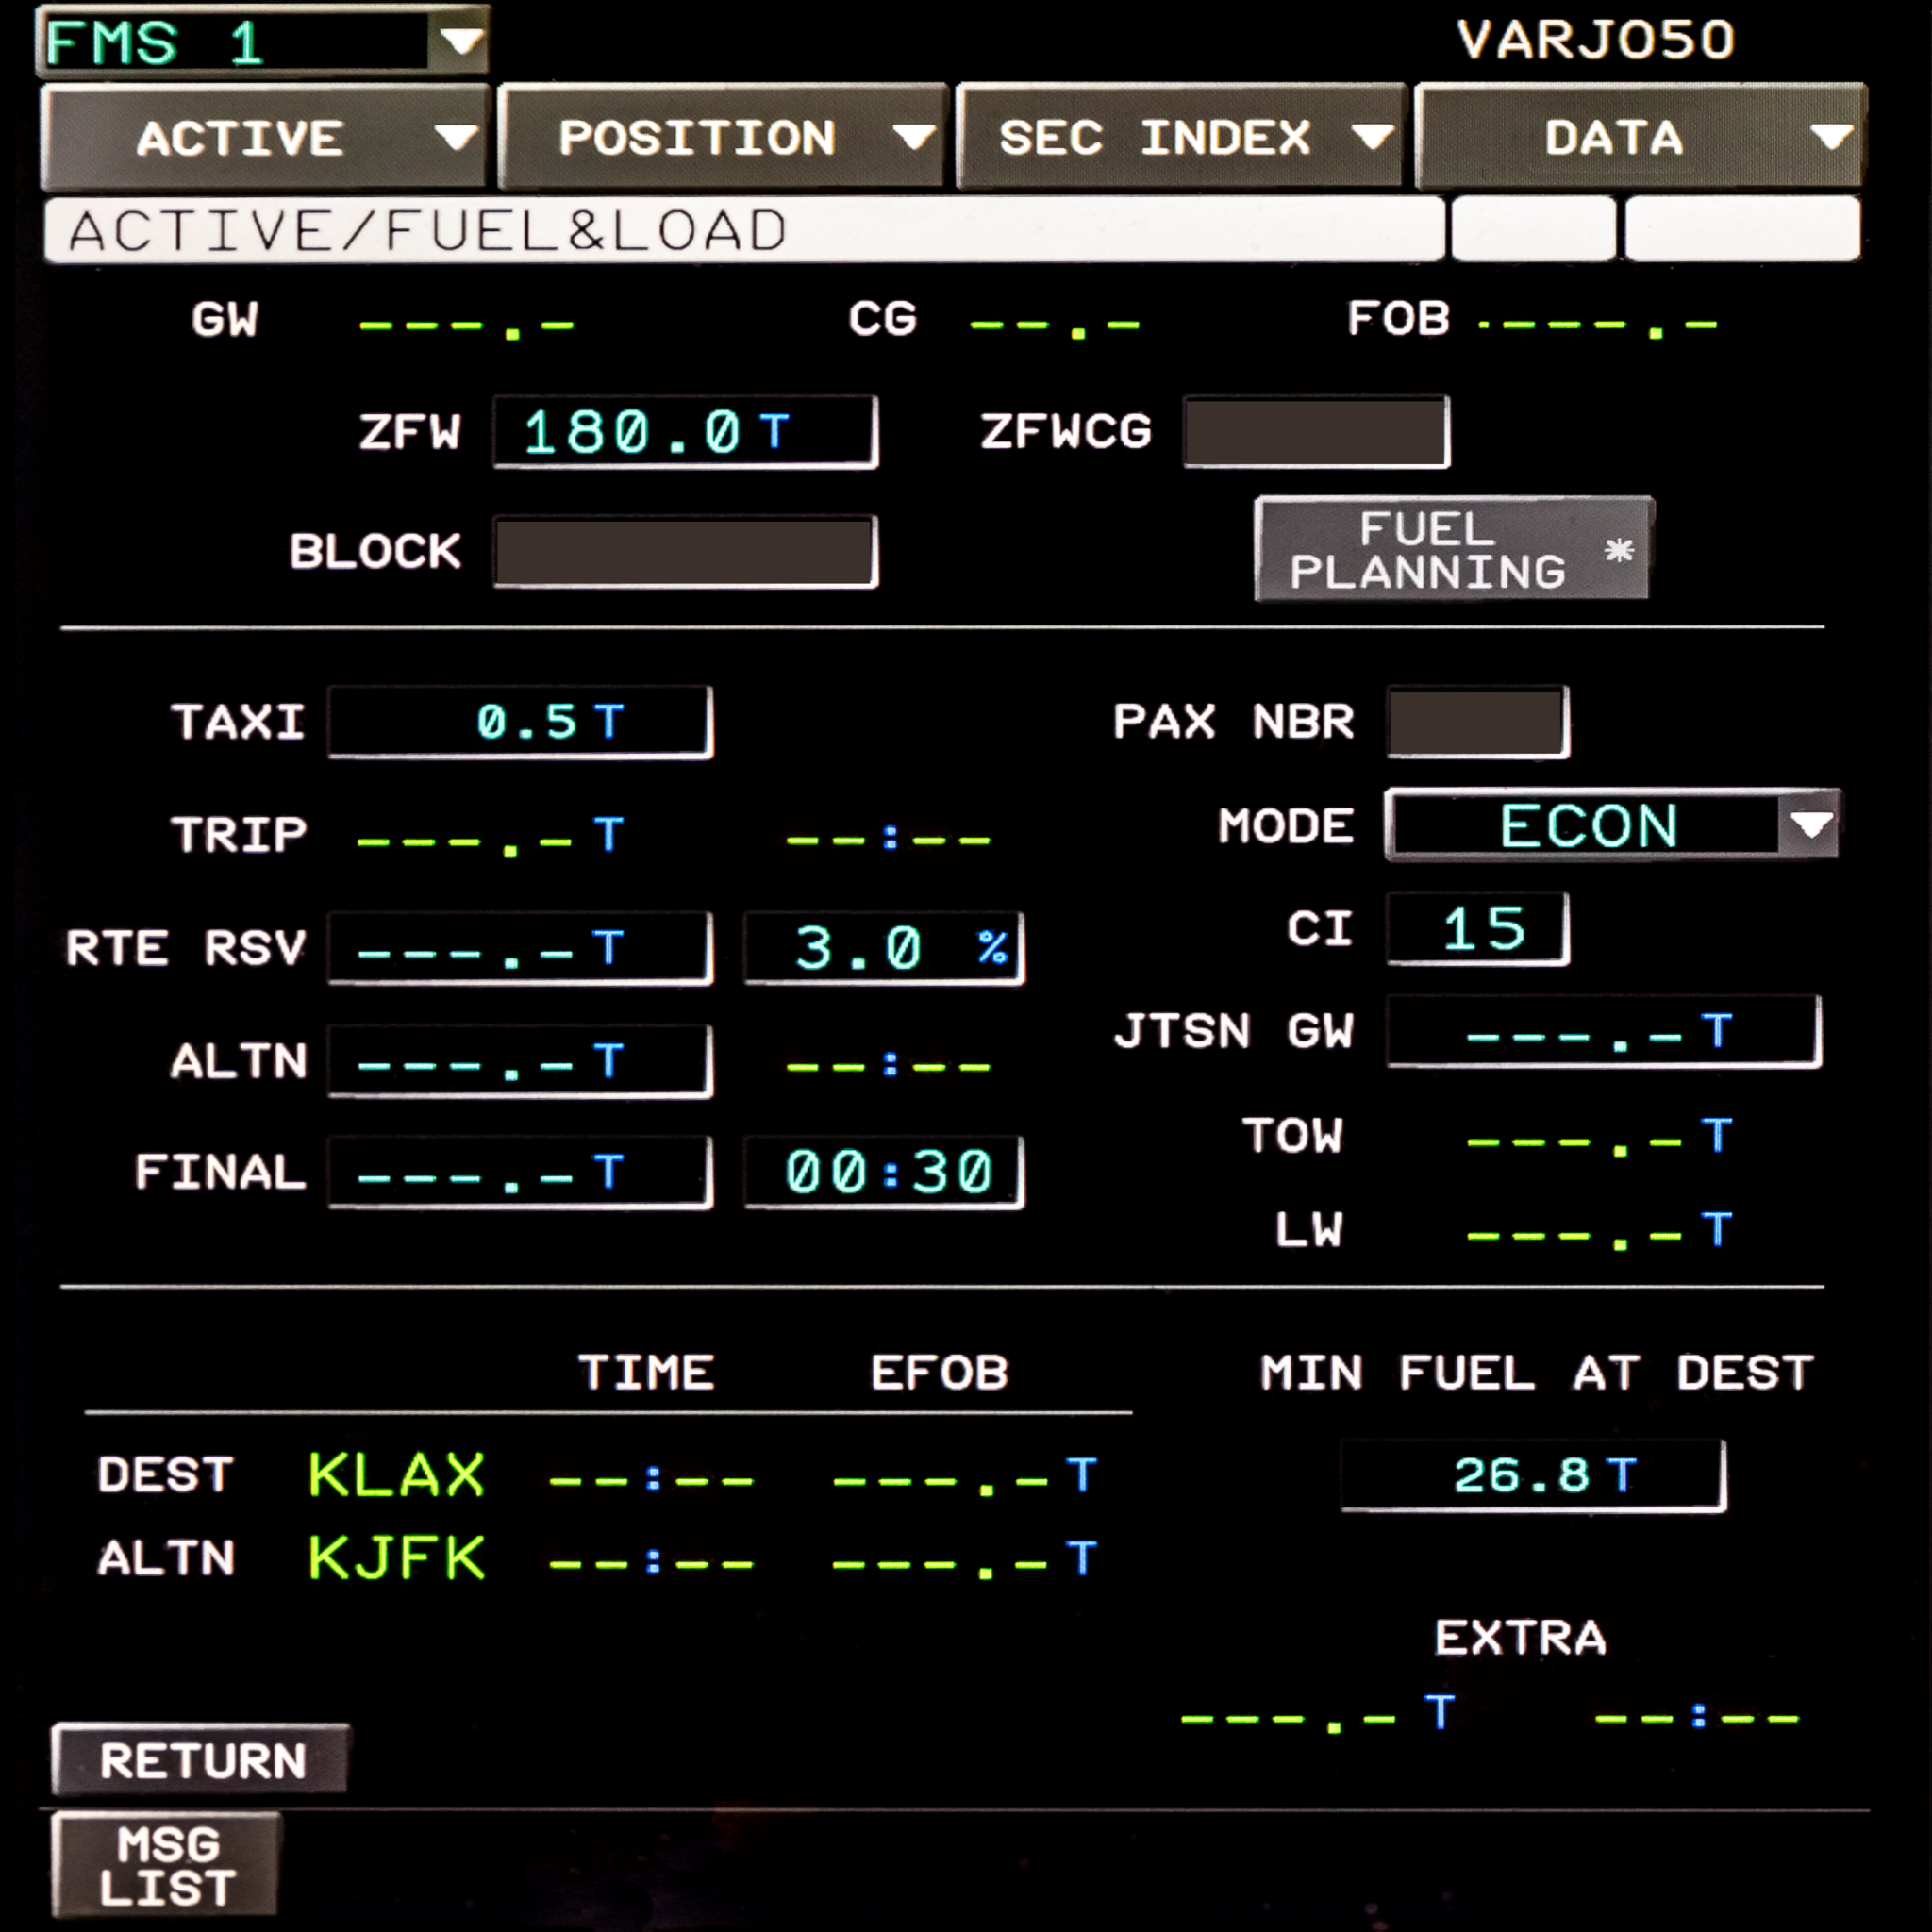 FMS 1 VARJO50
ACTIVE POSITION SEC INDEX DATA
ACTIVE/FUEL&LOAD
GW ---.- CG --.- FOB ----.-
ZFW 180.0 T ZFWCG
BLOCK FUEL PLANNING *
TAXI 0.5 T PAX NBR
TRIP ---.- T --:-- MODE ECON
RTE RSV ---.- T 3.0 % CI 15
ALTN ---.- T --:-- JTSN GW ---.- T
FINAL ---.- T 00:30 TOW ---.- T
LW ---.- T
TIME EFOB MIN FUEL AT DEST
DEST KLAX --:-- ---.- T 26.8 T
ALTN KJFK --:-- ---.- T
EXTRA
---.- T --:--
RETURN
MSG
LIST